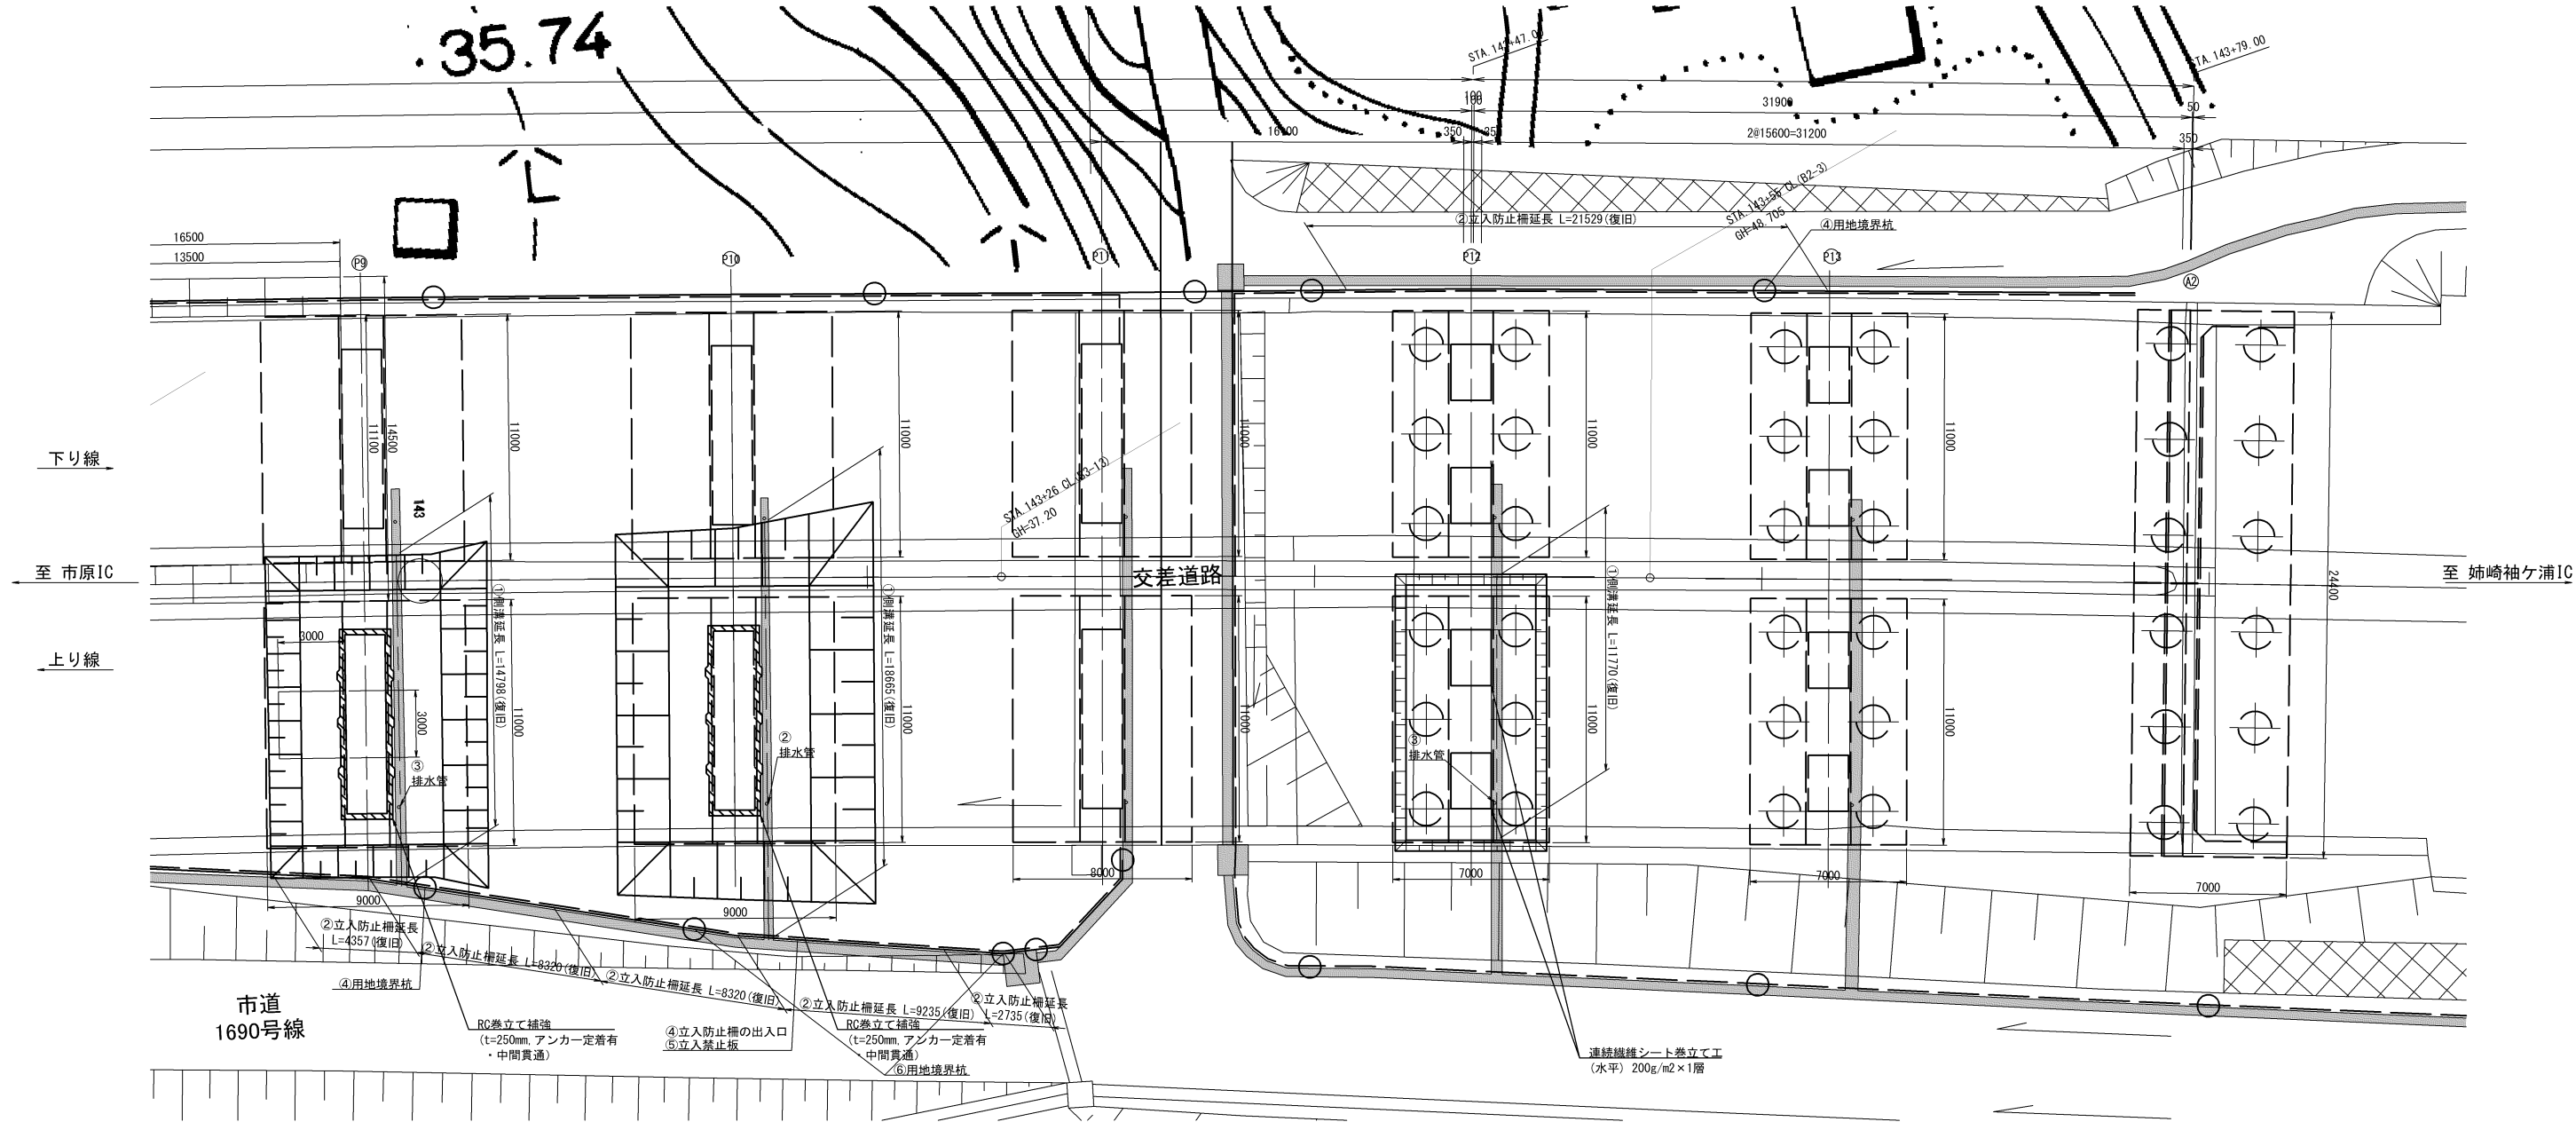 .35.74
STA.143+79.00
100
100
31900
50
350
2@15600=31200
350
②立入防止柵延長 L=21529(復旧)
STA.143+55 CL(B2-3)
GH=48.705
④用地境界杭
16500
13500
P9
P10
P12
P13
A2
11100
14500
11000
11000
11000
11000
11000
下り線
143
STA.143+26 CL(B3-13)
GH=37.20
至 市原IC
交差道路
至 姉崎袖ケ浦IC
上り線
①側溝延長 L=14798(復旧)
①側溝延長 L=18665(復旧)
①側溝延長 L=11770(復旧)
24400
3000
3000
11000
11000
11000
11000
11000
③
排水管
②
排水管
③
排水管
8000
7000
7000
7000
9000
9000
②立入防止柵延長
L=4357(復旧)
②立入防止柵延長 L=8320(復旧)
②立入防止柵延長 L=8320(復旧)
②立入防止柵延長 L=9235(復旧)
②立入防止柵延長
L=2735(復旧)
④用地境界杭
市道
1690号線
RC巻立て補強
(t=250mm,アンカー定着有
・中間貫通)
④立入防止柵の出入口
⑤立入禁止板
RC巻立て補強
(t=250mm,アンカー定着有
・中間貫通)
⑥用地境界杭
連続繊維シート巻立て工
(水平) 200g/m2×1層